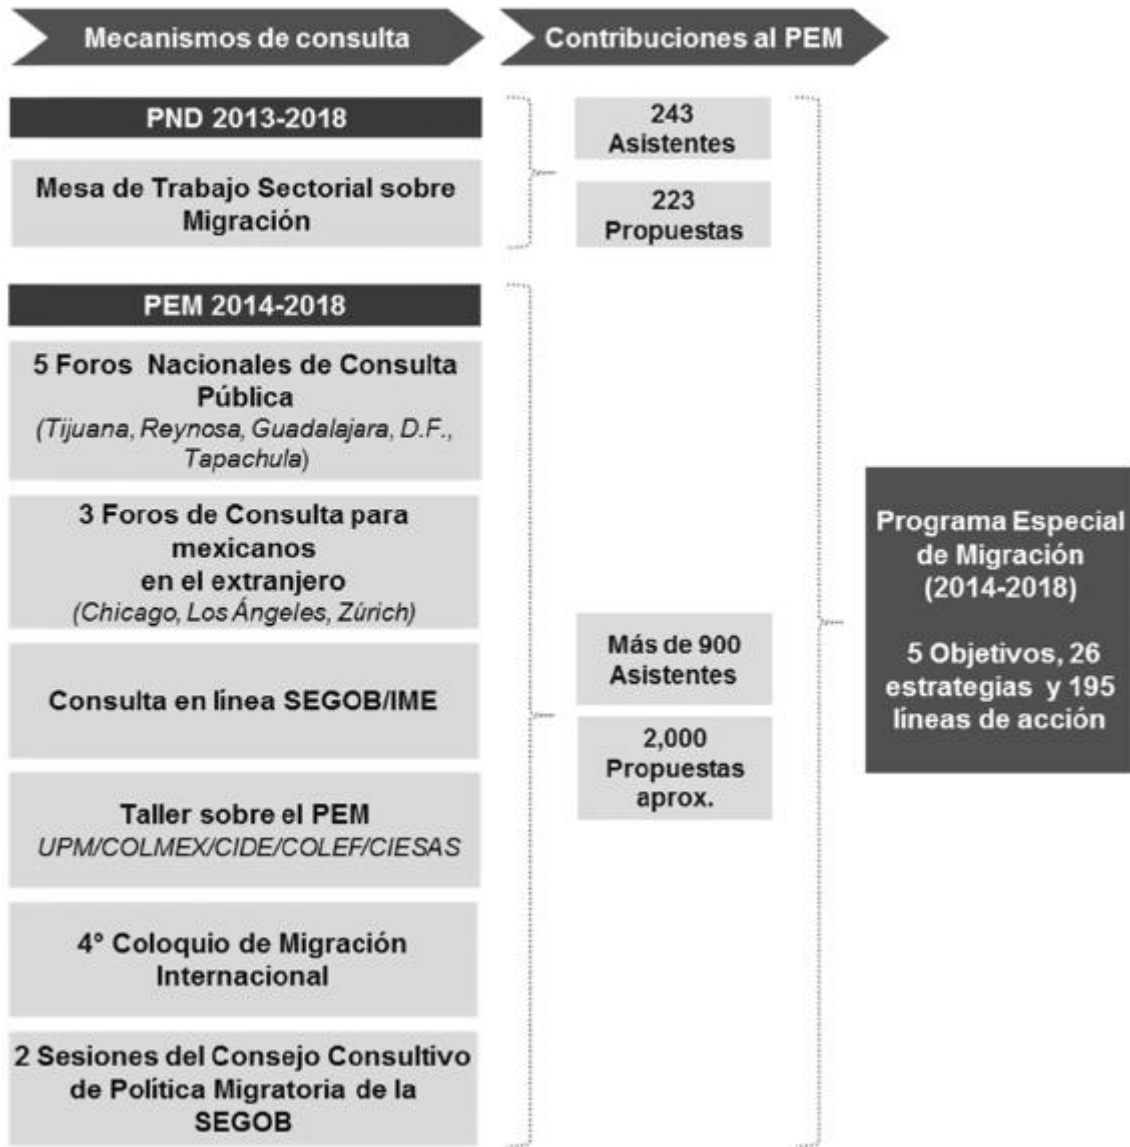 Mecanismos de consulta
Contribuciones al PEM
PND 2013-2018
Mesa de Trabajo Sectorial sobre
Migración
243
Asistentes
223
Propuestas
PEM 2014-2018
5 Foros Nacionales de Consulta
Pública
(Tijuana, Reynosa, Guadalajara, D.F.,
Tapachula)
3 Foros de Consulta para
mexicanos
en el extranjero
(Chicago, Los Ángeles, Zúrich)
Consulta en línea SEGOB/IME
Taller sobre el PEM
UPM/COLMEX/CIDE/COLEF/CIESAS
4° Coloquio de Migración
Internacional
2 Sesiones del Consejo Consultivo
de Política Migratoria de la
SEGOB
Más de 900
Asistentes
2,000
Propuestas
aprox.
Programa Especial
de Migración
(2014-2018)
5 Objetivos, 26
estrategias y 195
líneas de acción